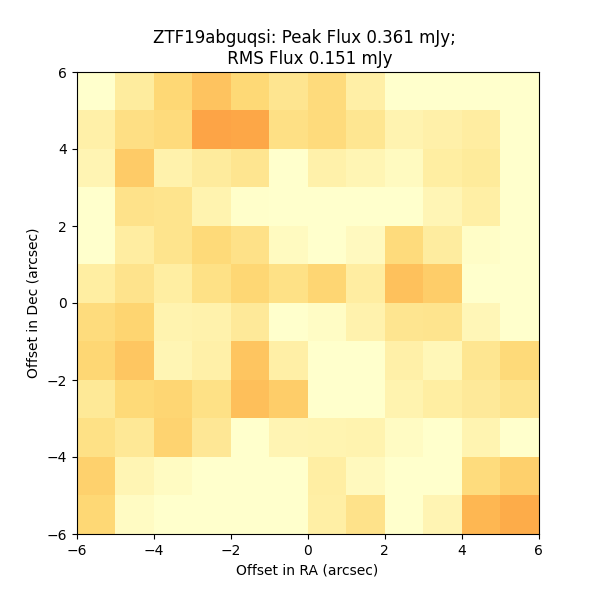 ZTF19abguqsi: Peak Flux 0.361 mJy;
RMS Flux 0.151 mJy
6
4
2
0
−2
−4
−6
Offset in Dec (arcsec)
−6 −4 −2 0 2 4 6
Offset in RA (arcsec)